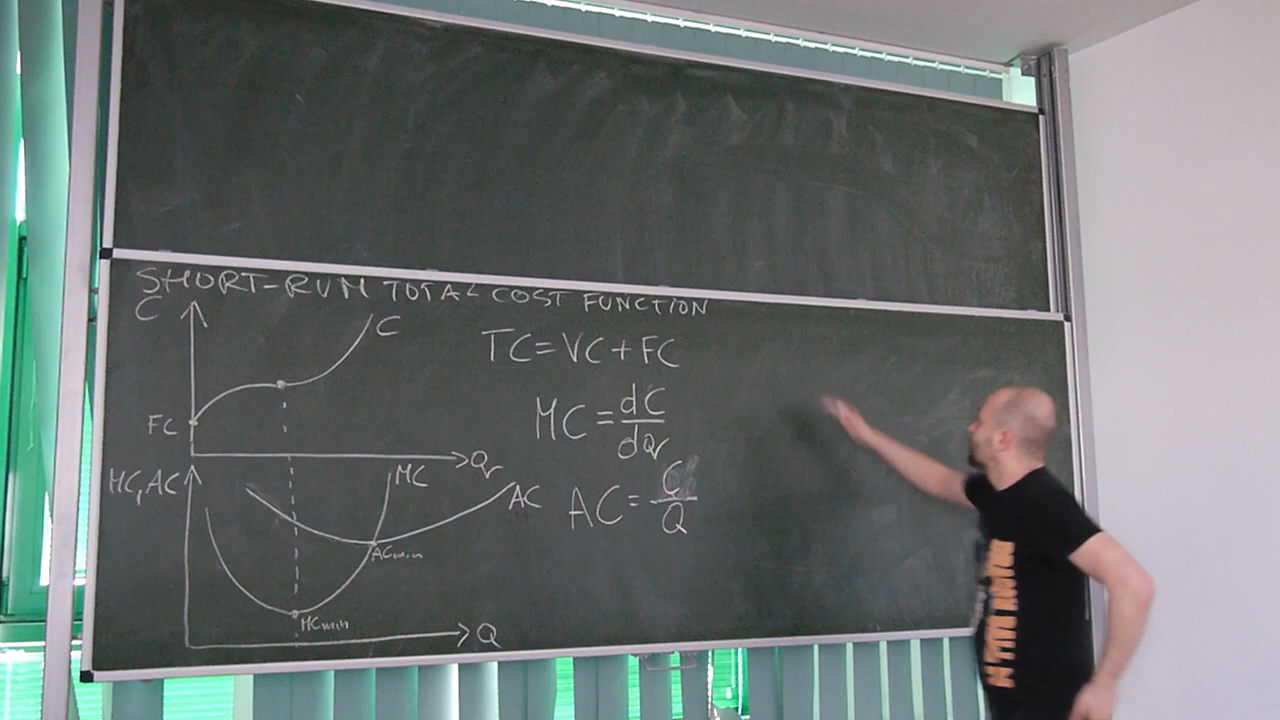 SHORT-RUN TOTAL COST FUNCTION
C
C
TC=VC+FC
FC
MC=dC/dQ
Q
MC,AC
MC
AC
AC=C/Q
ACmin
MCmin
Q